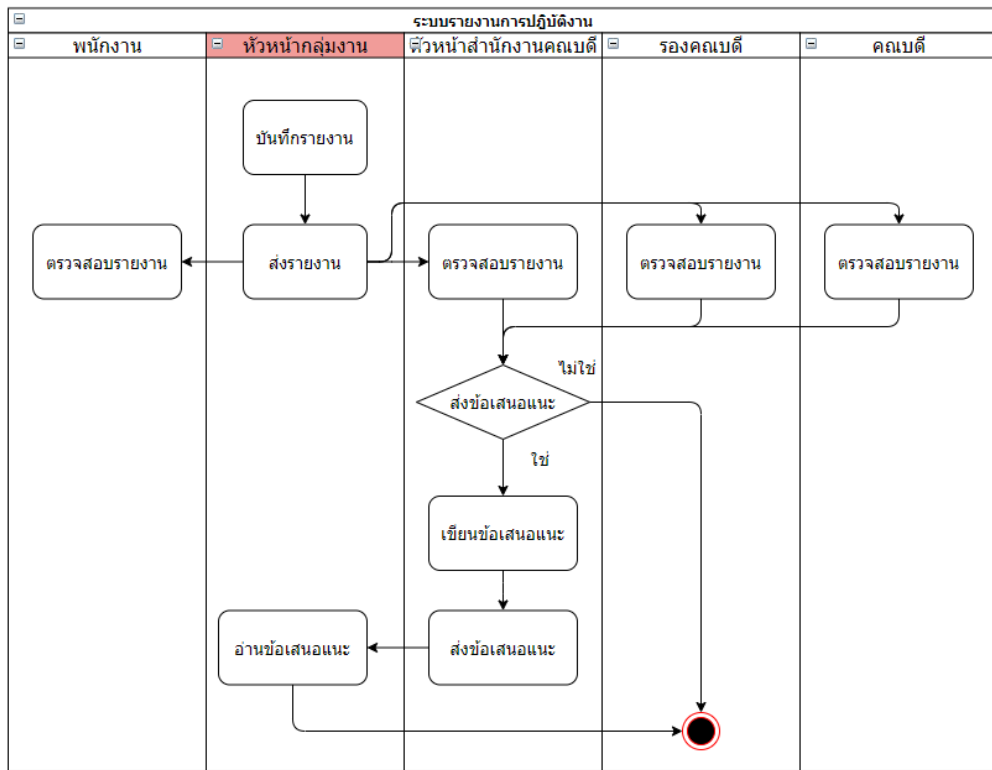 ระบบรายงานการปฏิบัติงาน
พนักงาน
หัวหน้ากลุ่มงาน
หัวหน้าสำนักงานคณบดี
รองคณบดี
คณบดี
บันทึกรายงาน
ตรวจสอบรายงาน
ส่งรายงาน
ตรวจสอบรายงาน
ตรวจสอบรายงาน
ตรวจสอบรายงาน
ไม่ใช่
ส่งข้อเสนอแนะ
ใช่
เขียนข้อเสนอแนะ
อ่านข้อเสนอแนะ
ส่งข้อเสนอแนะ